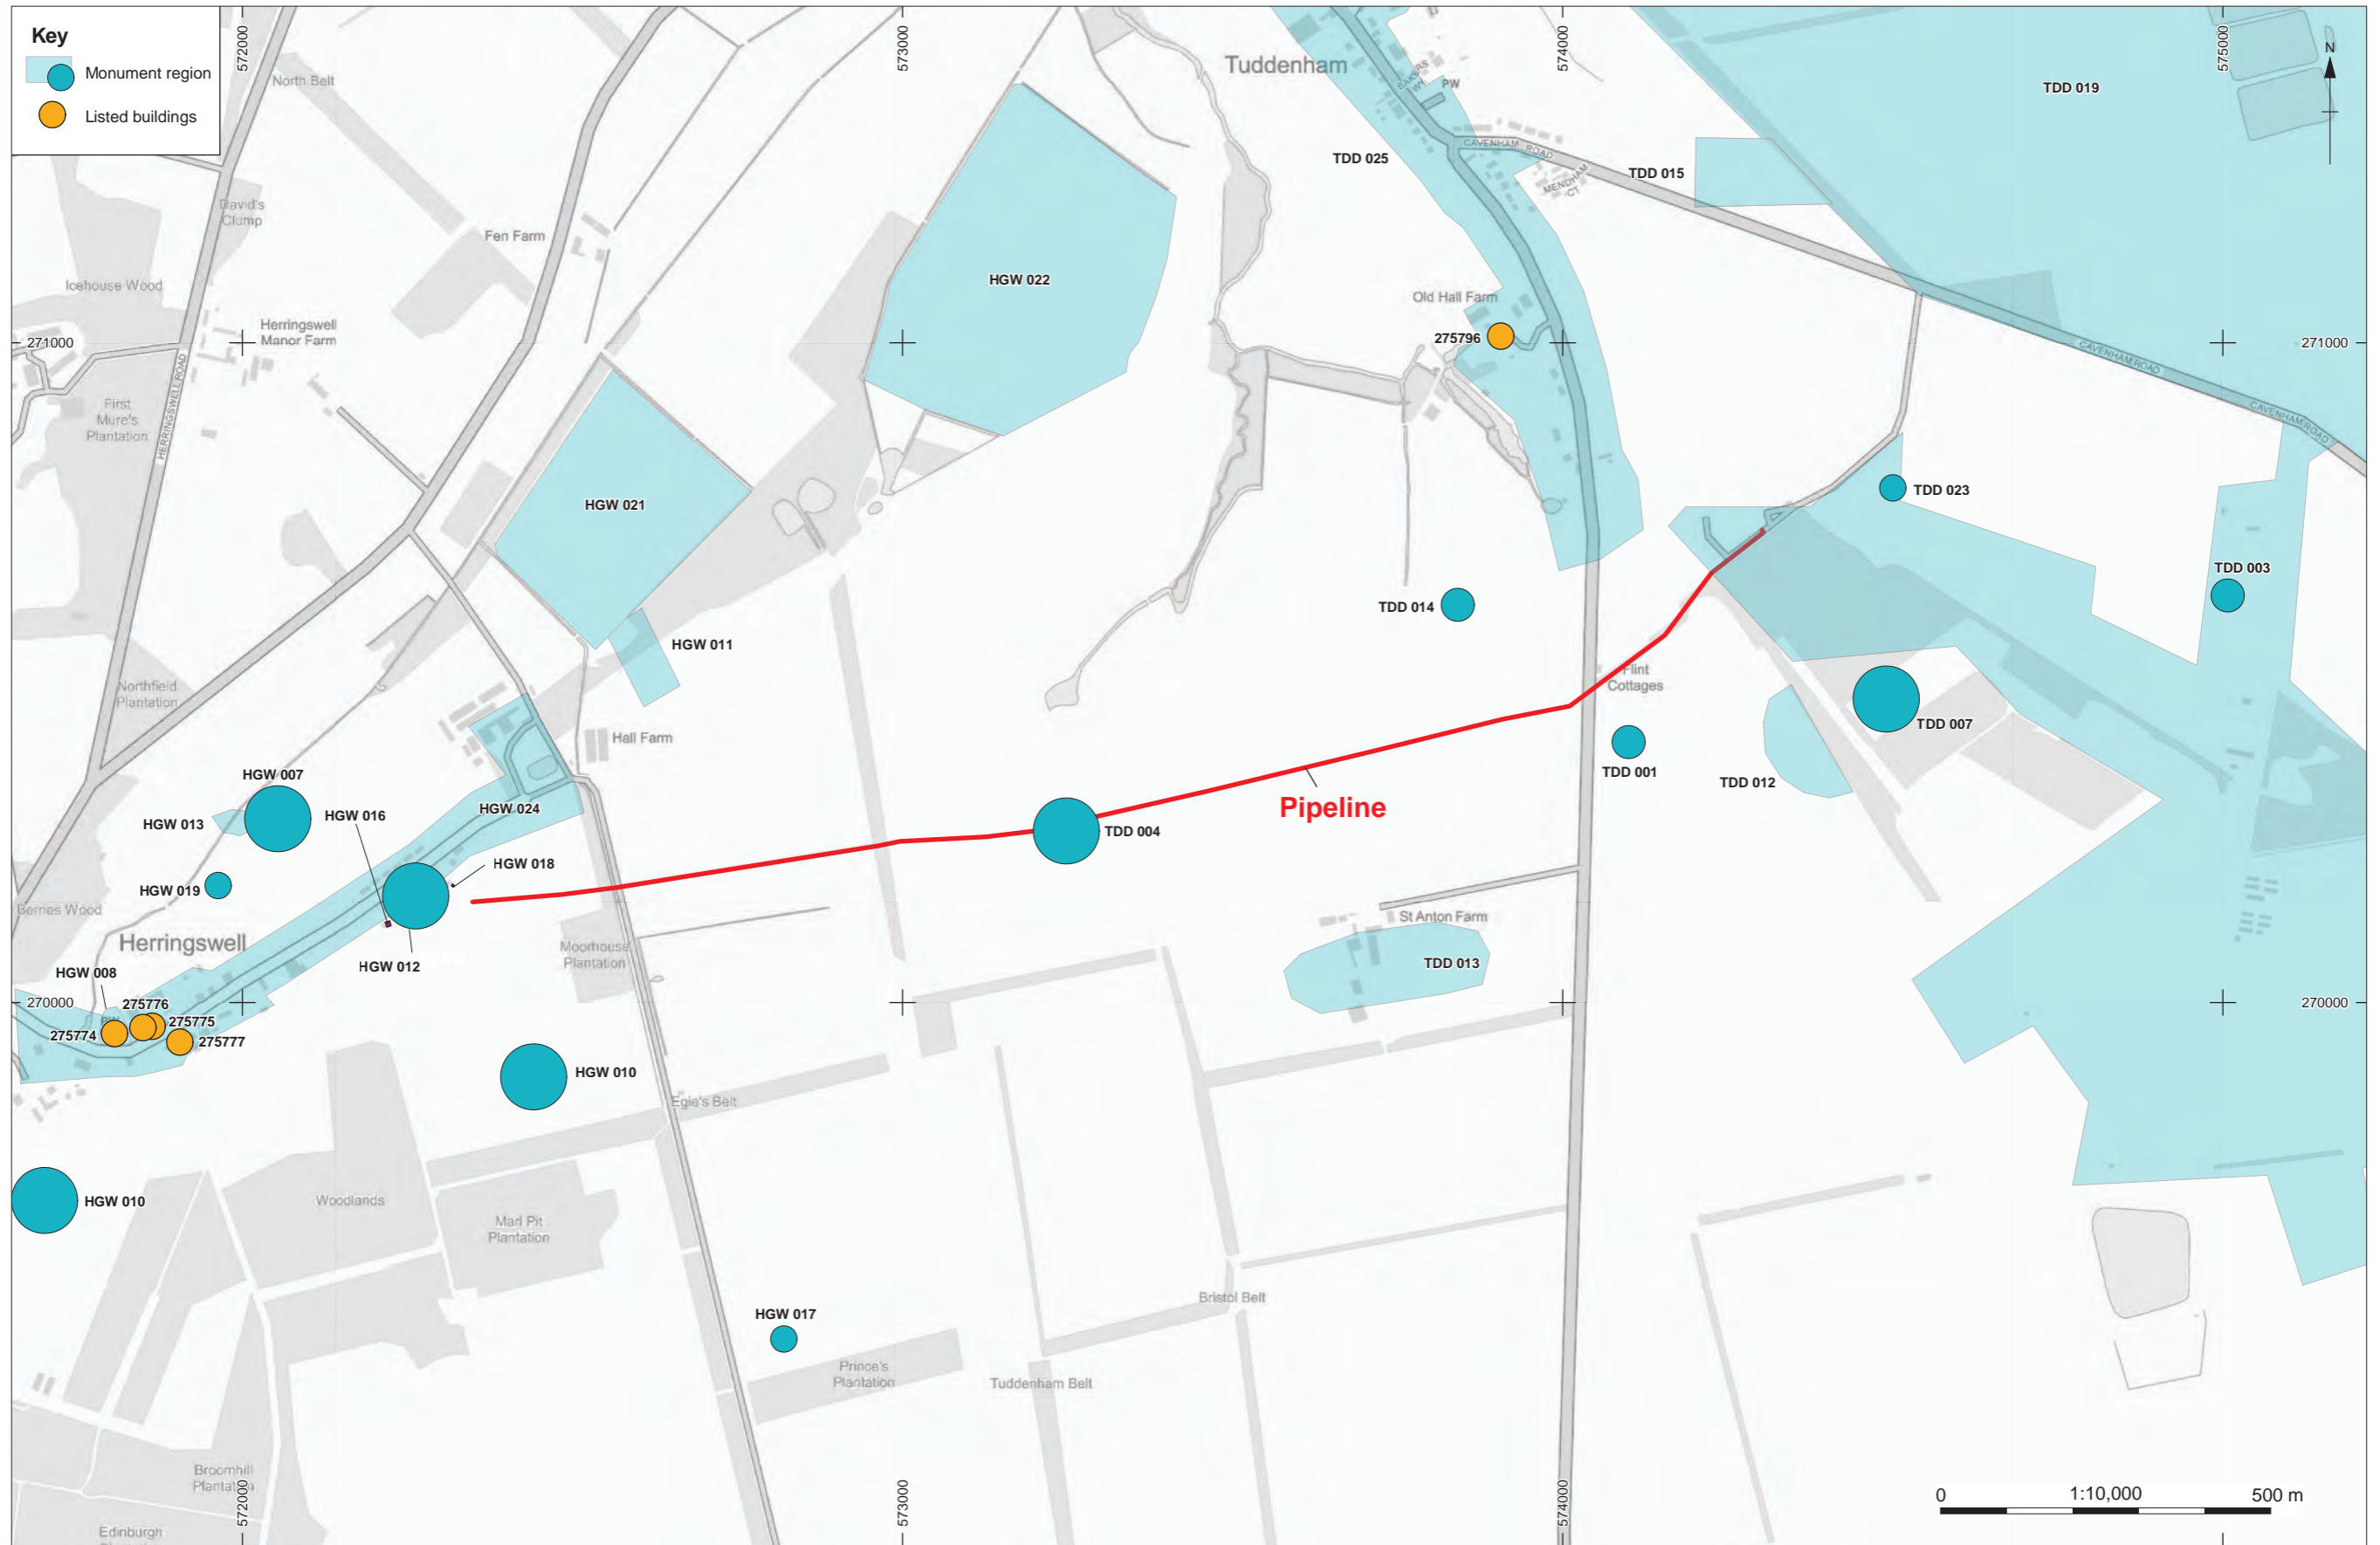 Key
Monument region
Listed buildings
572000
573000
574000
575000
N
North Belt
Tuddenham
BAKERS
PW
TDD 019
CAVENHAM ROAD
TDD 025
MENDHAM
CT
TDD 015
David's
Clump
Fen Farm
Icehouse Wood
HGW 022
Old Hall Farm
Herringswell
Manor Farm
271000
275796
271000
CAVENHAM ROAD
HERRINGSWELL ROAD
First
Mure's
Plantation
CAVENHAM ROAD
HGW 021
TDD 023
TDD 003
TDD 014
HGW 011
Flint
Cottages
Northfield
Plantation
TDD 007
Hall Farm
HGW 007
TDD 001
TDD 012
HGW 013
HGW 016
HGW 024
Pipeline
TDD 004
HGW 018
HGW 019
Berries Wood
St Anton Farm
Herringswell
Moorhouse
Plantation
HGW 012
TDD 013
HGW 008
270000
275776
275775
275774
275777
270000
HGW 010
Egle's Belt
HGW 010
Woodlands
Marl Pit
Plantation
Bristol Belt
HGW 017
Prince's
Plantation
Tuddenham Belt
Broomhill
Plantation
Edinburgh
572000
573000
574000
0
1:10,000
500 m